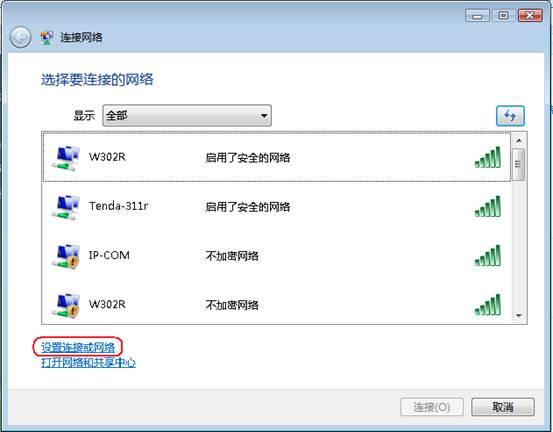 连接网络
选择要连接的网络
显示 全部
W302R 启用了安全的网络
Tenda-311r 启用了安全的网络
IP-COM 不加密网络
W302R 不加密网络
设置连接或网络
打开网络和共享中心
连接(O) 取消